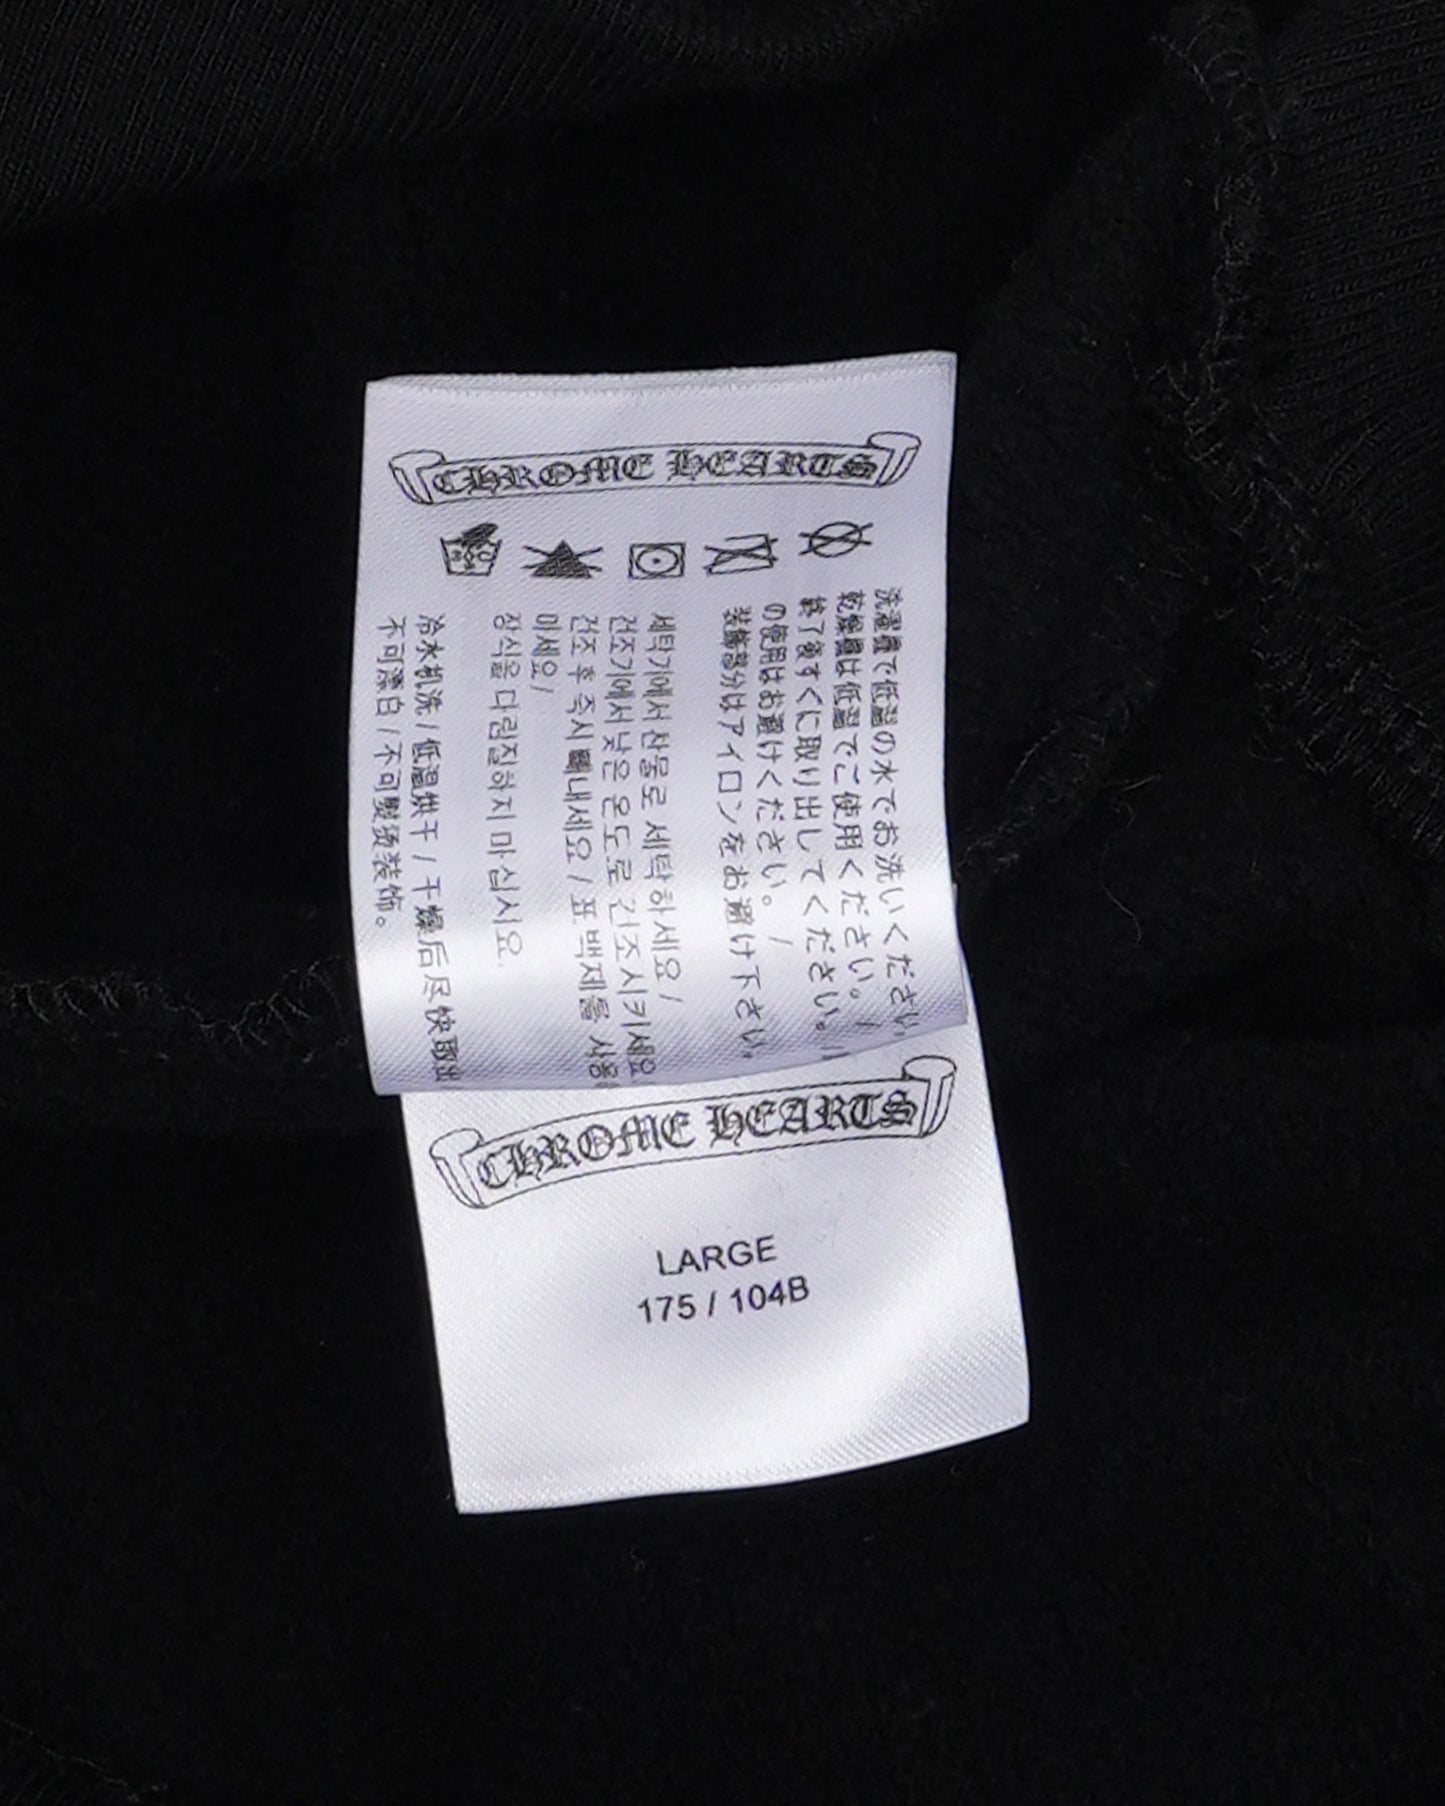 CHROME HEARTS
洗濯機で低温の水でお洗いください
乾燥機は低温でご使用ください。/
終了後すぐに取り出してください。/
の使用はお避けください。/
装飾部分はアイロンをお避け下さい。
세탁기에서 찬물로 세탁하세요 /
건조기에서 낮은 온도로 건조시키세요
건조 후 즉시 빼내세요 / 표백제를 사용
마세요/
장식을 다림질하지 마십시요.
冷水机洗 / 低温烘干 / 干燥后尽快取出
不可漂白 / 不可熨烫装饰。
CHROME HEARTS
LARGE
175 / 104B